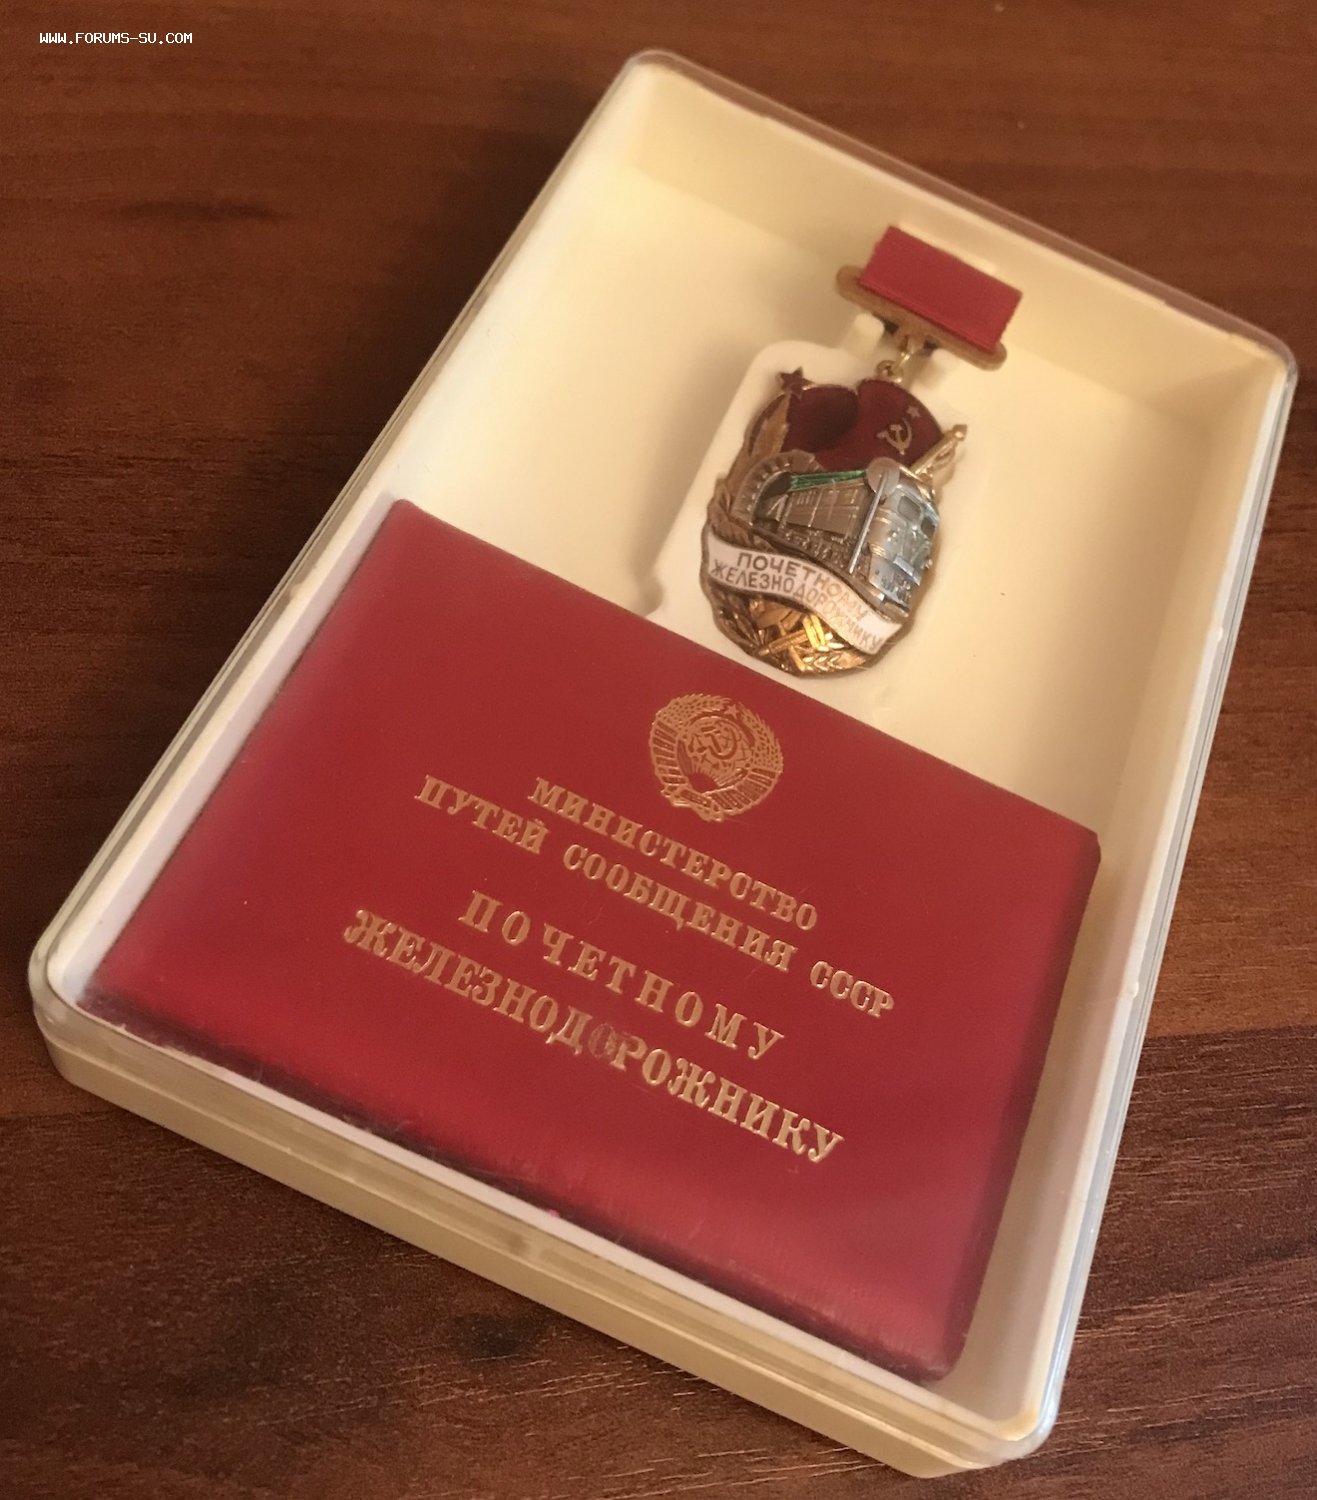 WWW.FORUMS-SU.COM
ПОЧЕТНОМУ
ЖЕЛЕЗНОДОРОЖНИКУ
МИНИСТЕРСТВО
ПУТЕЙ СООБЩЕНИЯ СССР
ПОЧЕТНОМУ
ЖЕЛЕЗНОДОРОЖНИКУ